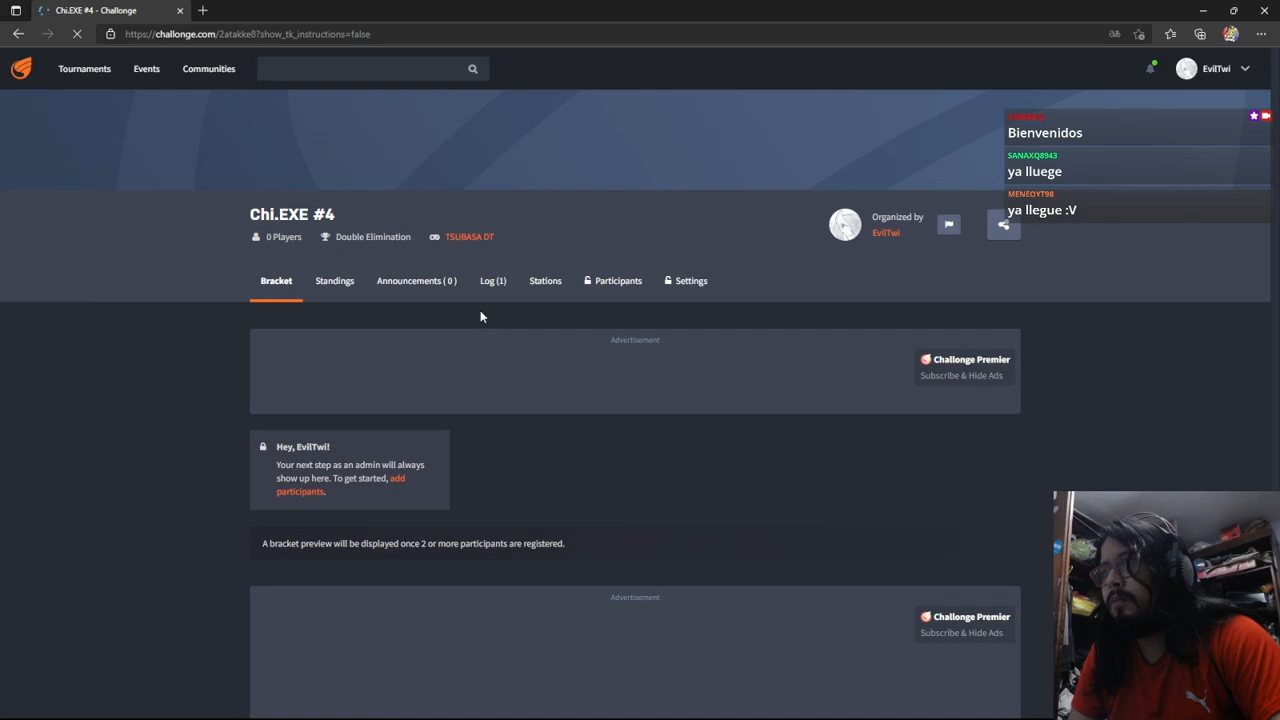 Chi.EXE #4 - Challonge
https://challonge.com/2atakke8?show_tk_instructions=false
Tournaments
Events
Communities
EvilTwi
Bienvenidos
SANAXQ8943
ya lluege
MENEOYT98
ya llegue :V
Chi.EXE #4
0 Players
Double Elimination
TSUBASA DT
Organized by
EvilTwi
Bracket
Standings
Announcements ( 0 )
Log (1)
Stations
Participants
Settings
Advertisement
Challonge Premier
Subscribe & Hide Ads
Hey, EvilTwi!
Your next step as an admin will always
show up here. To get started, add
participants.
A bracket preview will be displayed once 2 or more participants are registered.
Advertisement
Challonge Premier
Subscribe & Hide Ads